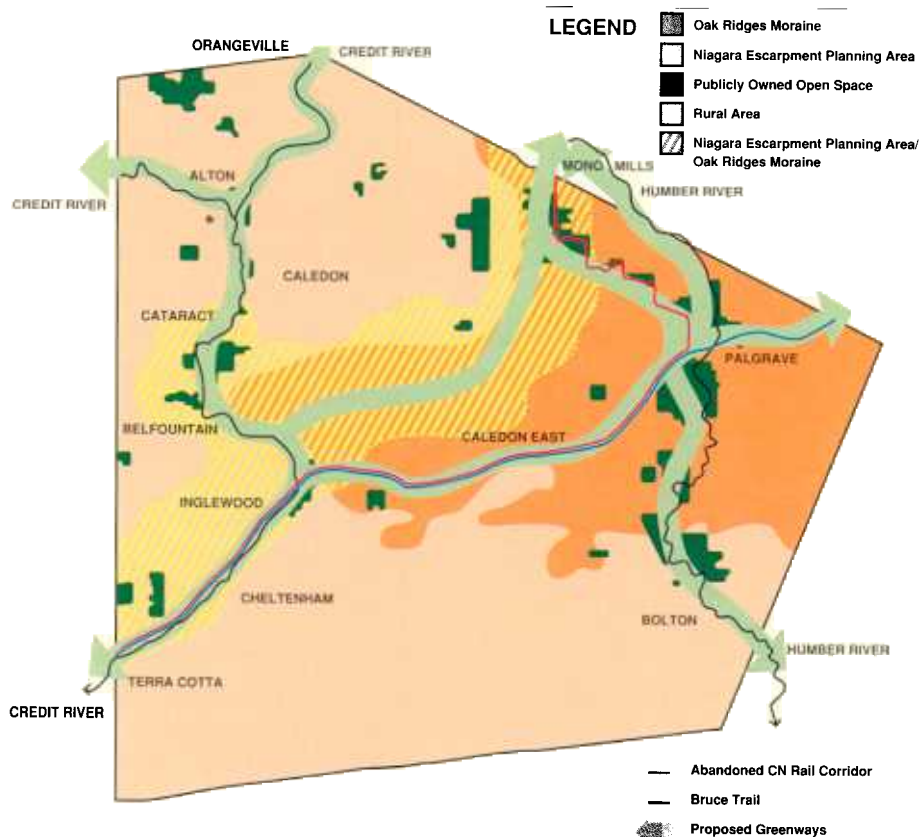 LEGEND
Oak Ridges Moraine
Niagara Escarpment Planning Area
Publicly Owned Open Space
Rural Area
Niagara Escarpment Planning Area/
Oak Ridges Moraine
ORANGEVILLE
CREDIT RIVER
MONO MILLS
HUMBER RIVER
ALTON
CREDIT RIVER
CALEDON
CATARACT
PALGRAVE
BELFOUNTAIN
CALEDON EAST
INGLEWOOD
CHELTENHAM
BOLTON
HUMBER RIVER
TERRA COTTA
CREDIT RIVER
Abandoned CN Rail Corridor
Bruce Trail
Proposed Greenways